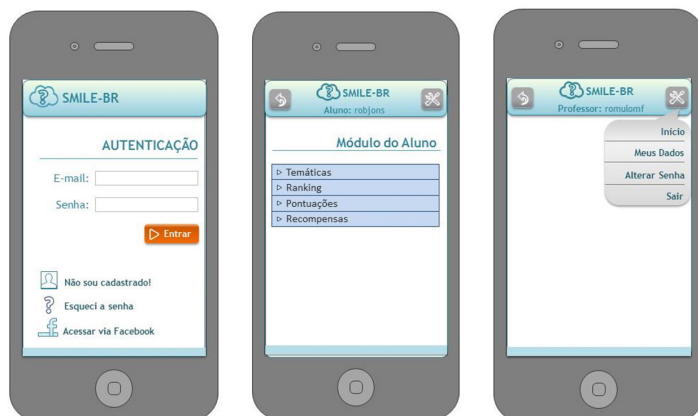 SMILE-BR
AUTENTICAÇÃO
E-mail:
Senha:
Entrar
Não sou cadastrado!
Esqueci a senha
Acessar via Facebook
SMILE-BR
Aluno: robjons
Módulo do Aluno
Temáticas
Ranking
Pontuações
Recompensas
SMILE-BR
Professor: romulomf
Início
Meus Dados
Alterar Senha
Sair